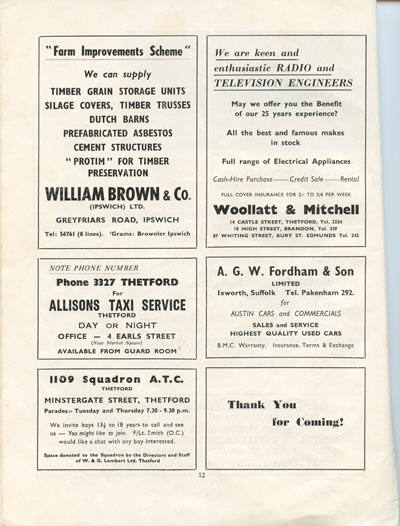 "Farm Improvements Scheme"
We can supply
TIMBER GRAIN STORAGE UNITS
SILAGE COVERS, TIMBER TRUSSES
DUTCH BARNS
PREFABRICATED ASBESTOS
CEMENT STRUCTURES
"PROTIM" FOR TIMBER
PRESERVATION
WILLIAM BROWN & Co.
(IPSWICH) LTD.
GREYFRIARS ROAD, IPSWICH
Tel: 56761 (8 lines). 'Grams: Brownler Ipswich
We are keen and
enthusiastic RADIO and
TELEVISION ENGINEERS
May we offer you the Benefit
of our 25 years experience?
All the best and famous makes
in stock
Full range of Electrical Appliances
Cash-Hire Purchase — Credit Sale — Rental
FULL COVER INSURANCE FOR 2/- TO 2/6 PER WEEK
Woollatt & Mitchell
14 CASTLE STREET, THETFORD, Tel. 2224
18 HIGH STREET, BRANDON, Tel. 339
87 WHITING STREET, BURY ST. EDMUNDS Tel. 242
NOTE PHONE NUMBER
Phone 3327 THETFORD
For
ALLISONS TAXI SERVICE
THETFORD
DAY OR NIGHT
OFFICE — 4 EARLS STREET
(Near Market Square)
AVAILABLE FROM GUARD ROOM
A. G. W. Fordham & Son
LIMITED
Ixworth, Suffolk Tel. Pakenham 292.
for
AUSTIN CARS and COMMERCIALS
SALES and SERVICE
HIGHEST QUALITY USED CARS
B.M.C. Warranty. Insurance, Terms & Exchange
1109 Squadron A.T.C.
THETFORD
MINSTERGATE STREET, THETFORD
Parades:- Tuesday and Thursday 7.30 - 9.30 p.m.
We invite boys 13½ to 18 years to call and see
us — You might like to join. F/Lt. Emith (O.C.)
would like a chat with any boy interested.
Space donated to the Squadron by the Directors and Staff
of W. & G. Lambert Ltd. Thetford
Thank You
for Coming!
12